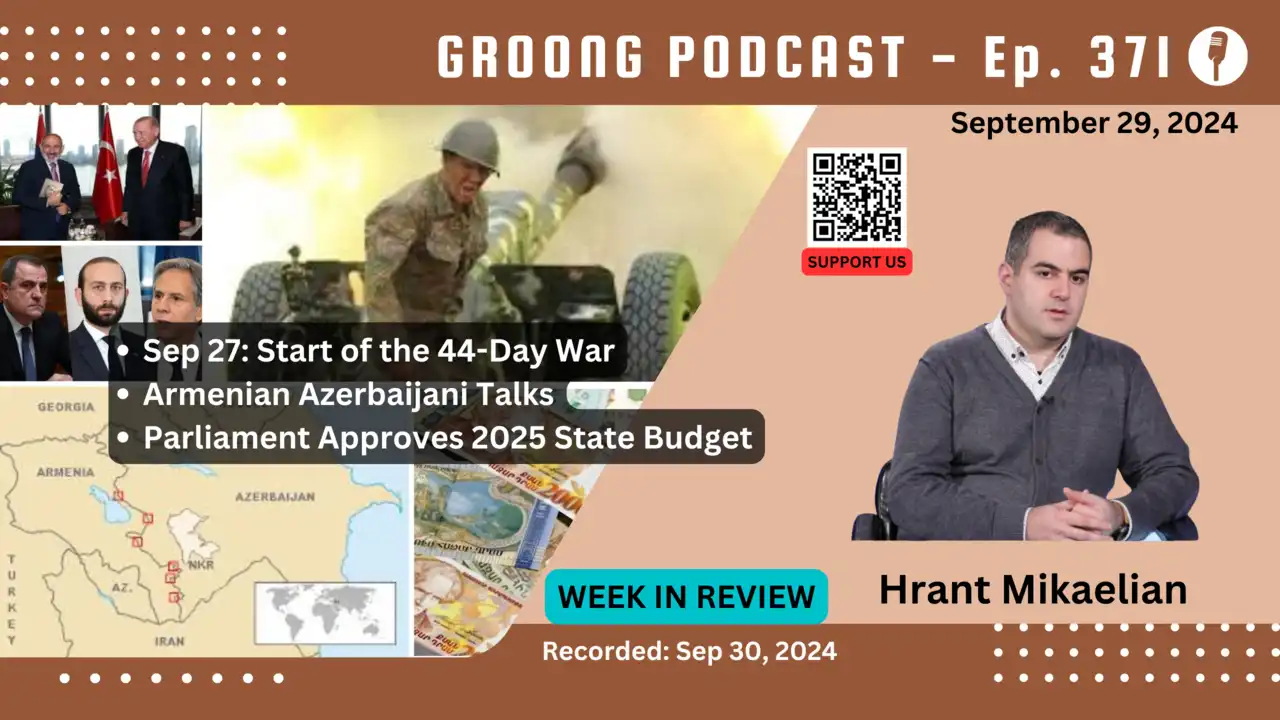 GROONG PODCAST – Ep. 371
September 29, 2024
SUPPORT US
• Sep 27: Start of the 44-Day War
• Armenian Azerbaijani Talks
• Parliament Approves 2025 State Budget
GEORGIA
ARMENIA
AZERBAIJAN
NKR
AZ.
TURKEY
IRAN
WEEK IN REVIEW
Hrant Mikaelian
Recorded: Sep 30, 2024